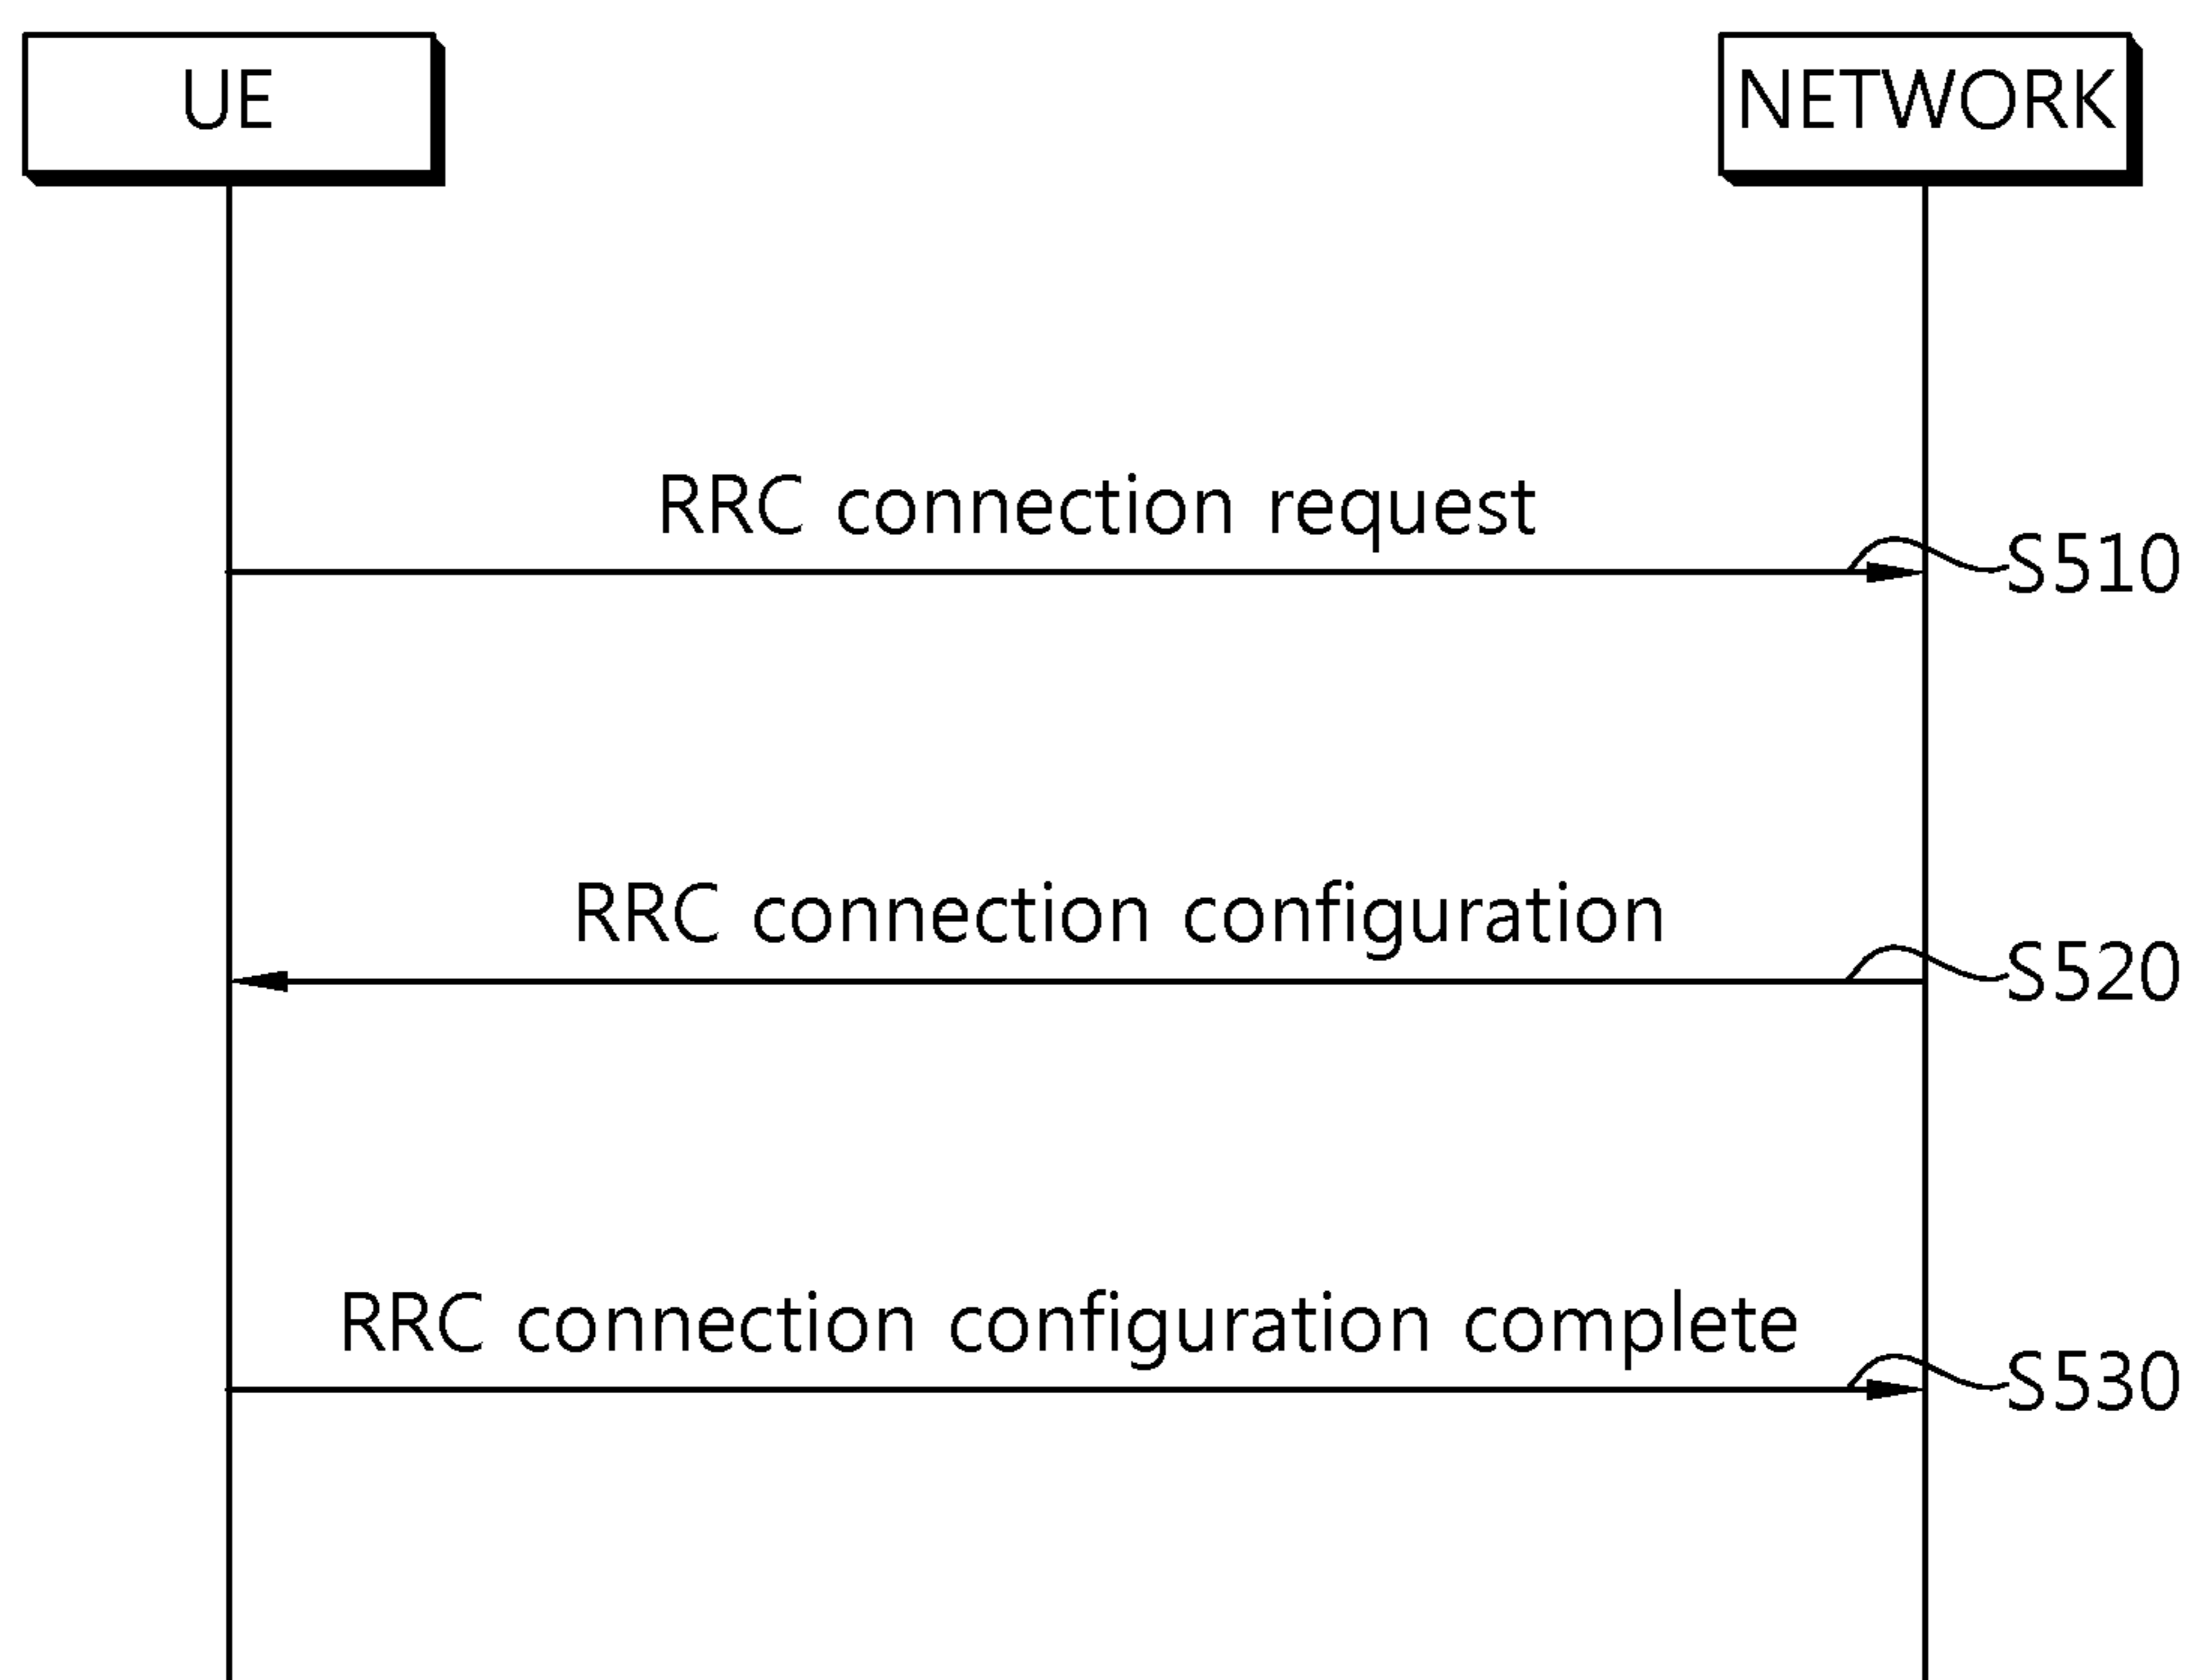 UE
NETWORK
RRC connection request
S510
RRC connection configuration
S520
RRC connection configuration complete
S530